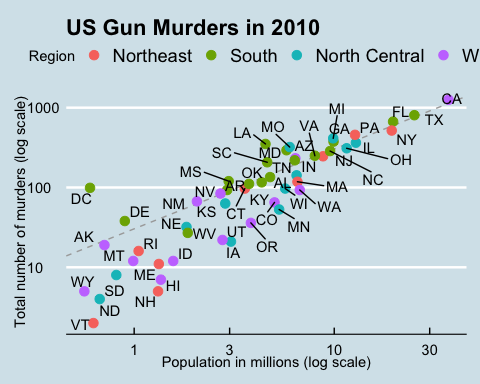 US Gun Murders in 2010
Region Northeast South North Central W
Total number of murders (log scale)
1000
100
10
CA
MI
FL
TX
MO
VA
GA
PA
NY
LA
MD
AZ
IL
SC
TN
IN
NJ
OH
MS
OK
NC
DC
NV
AR
AL
MA
NM
KS
CT
KY
WI
WA
DE
NE
CO
MN
AK
WV
UT
OR
RI
IA
MT
ID
ME
WY
SD
HI
ND
NH
VT
1
3
10
30
Population in millions (log scale)